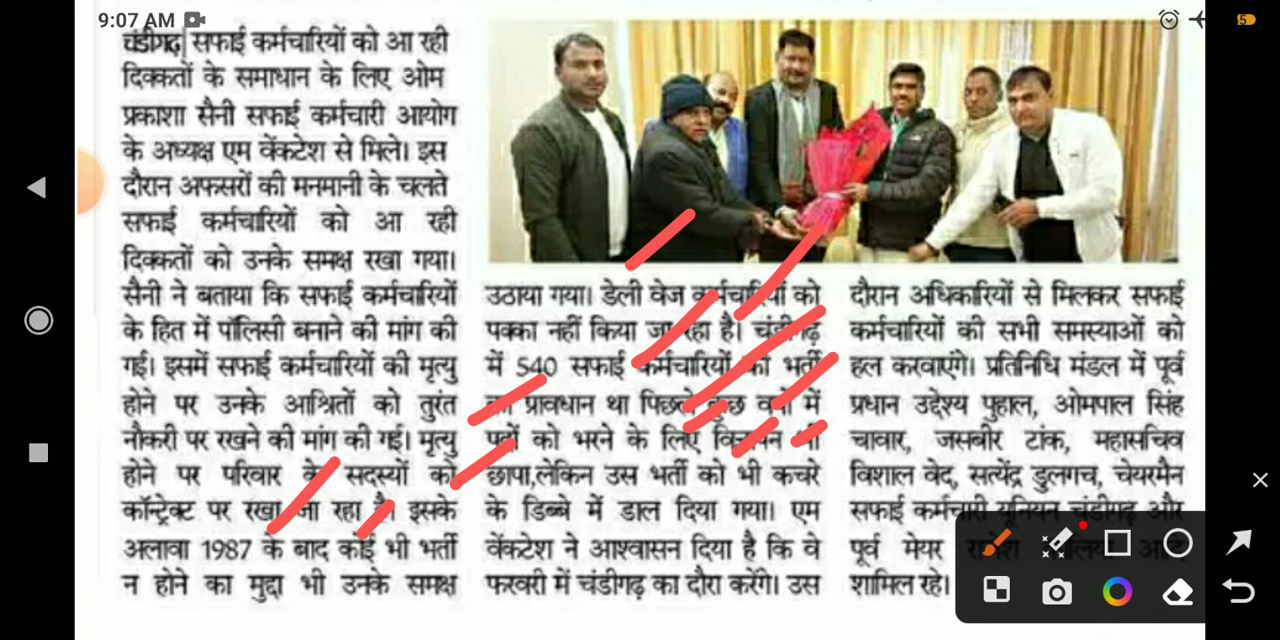 9:07 AM
5
चंडीगढ़ सफाई कर्मचारियों को आ रही
दिक्कतों के समाधान के लिए ओम
प्रकाशा सैनी सफाई कर्मचारी आयोग
के अध्यक्ष एम वेंकटेश से मिले। इस
दौरान अफसरों की मनमानी के चलते
सफाई कर्मचारियों को आ रही
दिक्कतों को उनके समक्ष रखा गया।
सैनी ने बताया कि सफाई कर्मचारियों
के हित में पॉलिसी बनाने की मांग की
गई। इसमें सफाई कर्मचारियों की मृत्यु
होने पर उनके आश्रितों को तुरंत
नौकरी पर रखने की मांग की गई। मृत्यु
होने पर परिवार के सदस्यों को
कॉन्ट्रेक्ट पर रखा जा रहा है। इसके
अलावा 1987 के बाद कोई भी भर्ती
न होने का मुद्दा भी उनके समक्ष
उठाया गया। डेली वेज कर्मचारियों को
पक्का नहीं किया जा रहा है। चंडीगढ़
में 540 सफाई कर्मचारियों की भर्ती
का प्रावधान था पिछले कुछ वर्षो में
पदों को भरने के लिए विज्ञापन भी
छापा,लेकिन उस भर्ती को भी कचरे
के डिब्बे में डाल दिया गया। एम
वेंकटेश ने आश्वासन दिया है कि वे
फरवरी में चंडीगढ़ का दौरा करेंगे। उस
दौरान अधिकारियों से मिलकर सफाई
कर्मचारियों की सभी समस्याओं को
हल करवाएंगे। प्रतिनिधि मंडल में पूर्व
प्रधान उद्देश्य पुहाल, ओमपाल सिंह
चावार, जसबीर टांक, महासचिव
विशाल वेद, सत्येंद्र डुलगच, चेयरमैन
सफाई कर्मचारी यूनियन चंडीगढ़ और
पूर्व मेयर
शामिल रहे।